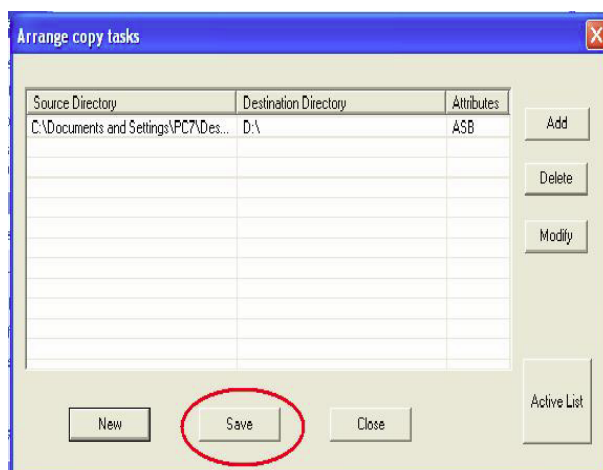 Arrange copy tasks
Source Directory Destination Directory Attributes
C:\Documents and Settings\PC7\Des... D:\ ASB
Add
Delete
Modify
Active List
New Save Close